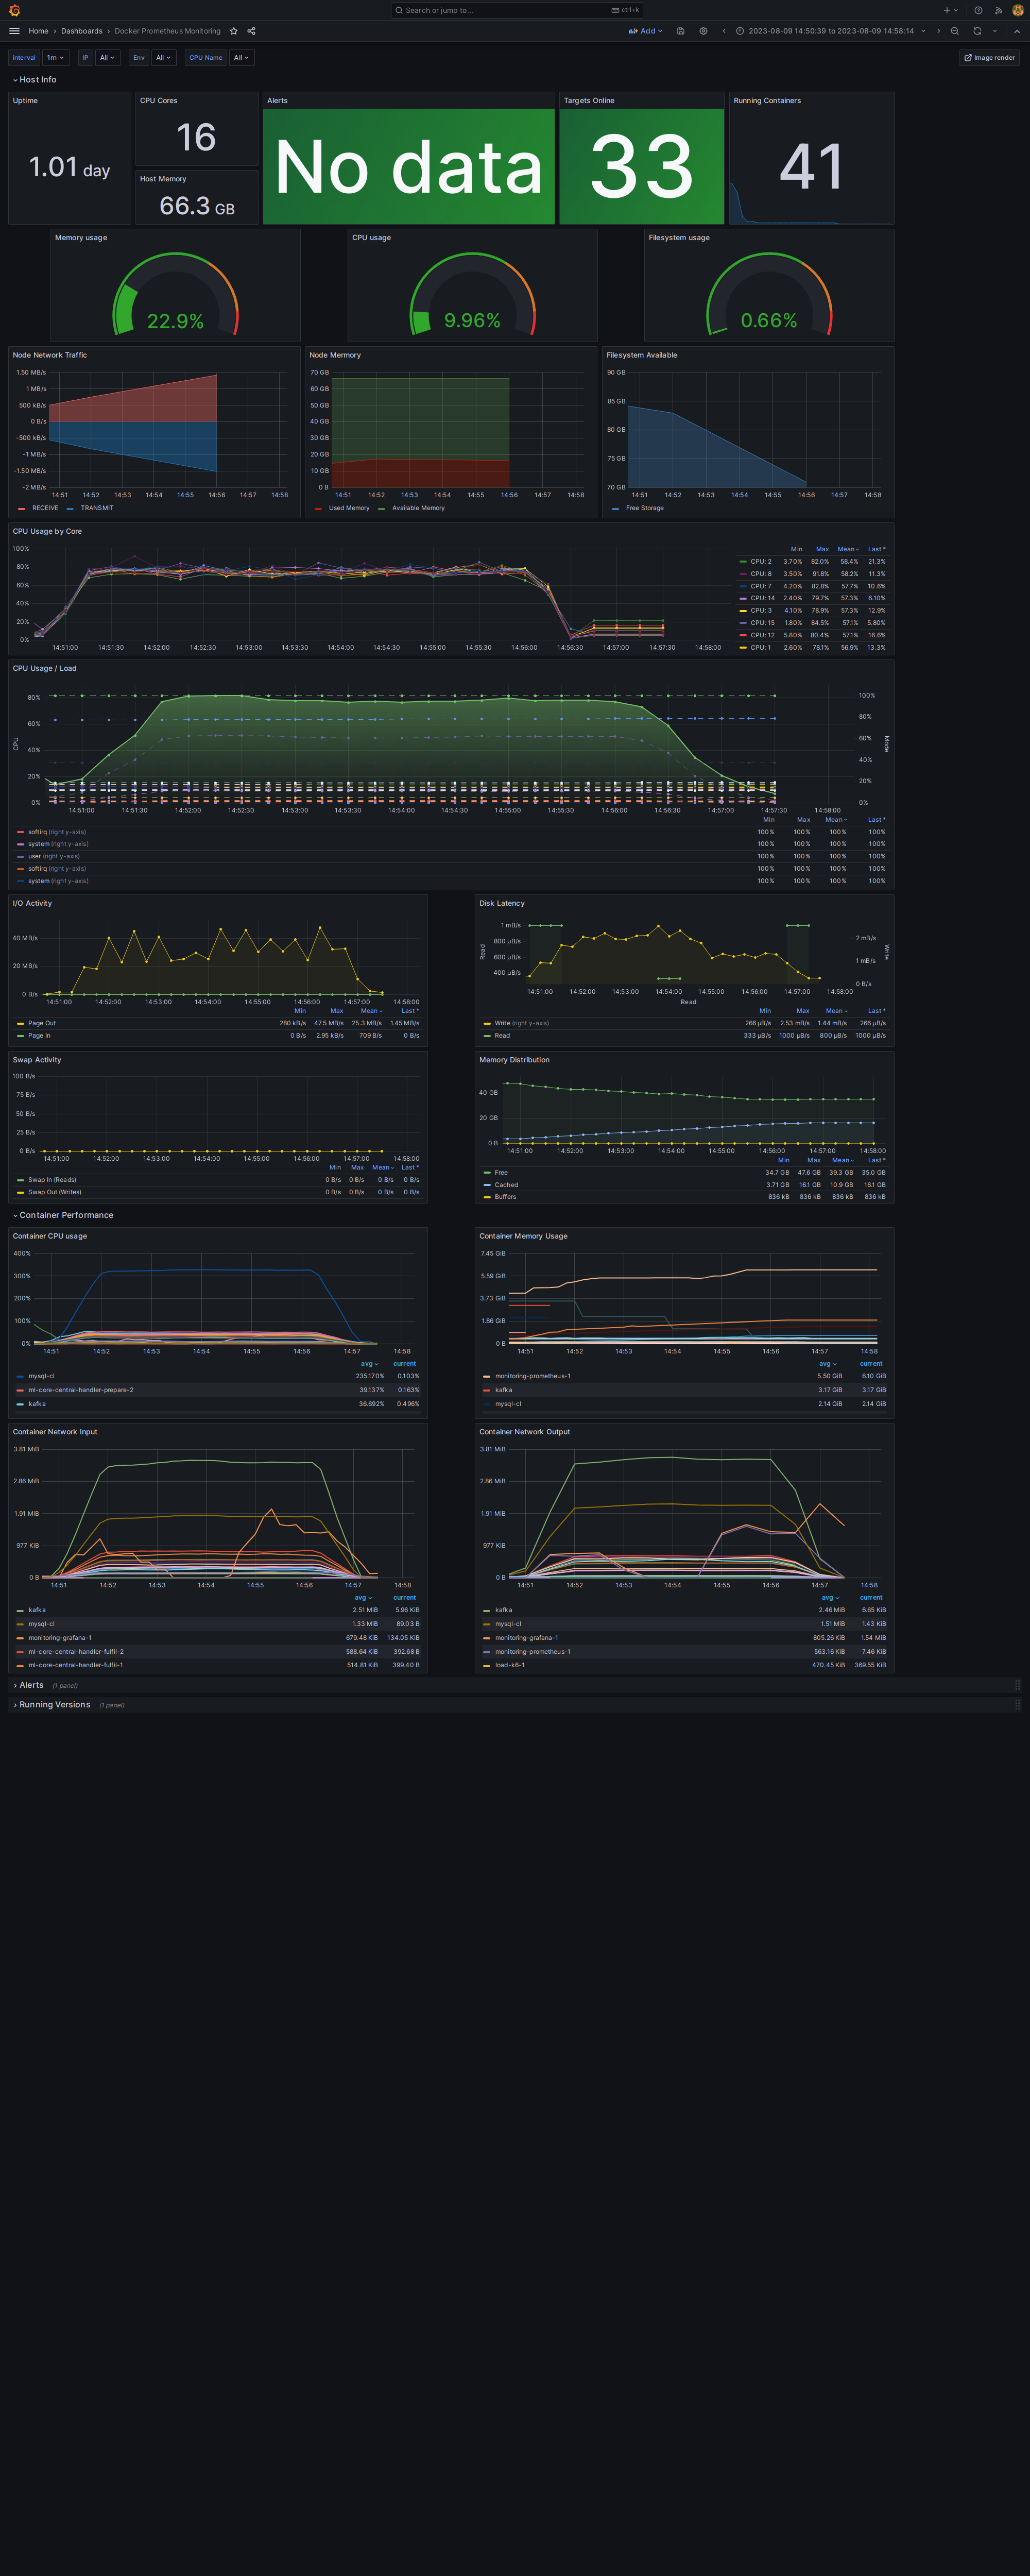 Search or jump to... ctrl+k
Home › Dashboards › Docker Prometheus Monitoring
Add
2023-08-09 14:50:39 to 2023-08-09 14:58:14
Interval 1m IP All Env All CPU Name All
Image render
Host Info
Uptime
1.01 day
CPU Cores
16
Host Memory
66.3 GB
Alerts
No data
Targets Online
33
Running Containers
41
Memory usage
22.9%
CPU usage
9.96%
Filesystem usage
0.66%
Node Network Traffic
1.50 MB/s
1 MB/s
500 kB/s
0 B/s
-500 kB/s
-1 MB/s
-1.50 MB/s
-2 MB/s
14:51 14:52 14:53 14:54 14:55 14:56 14:57 14:58
RECEIVE TRANSMIT
Node Mermory
70 GB
60 GB
50 GB
40 GB
30 GB
20 GB
10 GB
0 B
14:51 14:52 14:53 14:54 14:55 14:56 14:57 14:58
Used Memory Available Memory
Filesystem Available
90 GB
85 GB
80 GB
75 GB
70 GB
14:51 14:52 14:53 14:54 14:55 14:56 14:57 14:58
Free Storage
CPU Usage by Core
100%
80%
60%
40%
20%
0%
14:51:00 14:51:30 14:52:00 14:52:30 14:53:00 14:53:30 14:54:00 14:54:30 14:55:00 14:55:30 14:56:00 14:56:30 14:57:00 14:57:30 14:58:00
Min Max Mean Last *
CPU: 2 3.70% 82.0% 58.4% 21.3%
CPU: 8 3.50% 91.8% 58.2% 11.3%
CPU: 7 4.20% 82.8% 57.7% 10.6%
CPU: 14 2.40% 79.7% 57.3% 6.10%
CPU: 3 4.10% 78.9% 57.3% 12.9%
CPU: 15 1.80% 84.5% 57.1% 5.80%
CPU: 12 5.80% 80.4% 57.1% 16.6%
CPU: 1 2.60% 78.1% 56.9% 13.3%
CPU Usage / Load
CPU
80%
60%
40%
20%
0%
Mode
100%
80%
60%
40%
20%
0%
14:51:00 14:51:30 14:52:00 14:52:30 14:53:00 14:53:30 14:54:00 14:54:30 14:55:00 14:55:30 14:56:00 14:56:30 14:57:00 14:57:30 14:58:00
Min Max Mean Last *
softirq (right y-axis) 100% 100% 100% 100%
system (right y-axis) 100% 100% 100% 100%
user (right y-axis) 100% 100% 100% 100%
softirq (right y-axis) 100% 100% 100% 100%
system (right y-axis) 100% 100% 100% 100%
I/O Activity
40 MB/s
20 MB/s
0 B/s
14:51:00 14:52:00 14:53:00 14:54:00 14:55:00 14:56:00 14:57:00 14:58:00
Min Max Mean Last *
Page Out 280 kB/s 47.5 MB/s 25.3 MB/s 1.45 MB/s
Page In 0 B/s 2.95 kB/s 709 B/s 0 B/s
Disk Latency
Read
1 mB/s
800 µB/s
600 µB/s
400 µB/s
Write
2 mB/s
1 mB/s
0 B/s
14:51:00 14:52:00 14:53:00 14:54:00 14:55:00 14:56:00 14:57:00 14:58:00
Read
Min Max Mean Last *
Write (right y-axis) 266 µB/s 2.53 mB/s 1.44 mB/s 266 µB/s
Read 333 µB/s 1000 µB/s 800 µB/s 1000 µB/s
Swap Activity
100 B/s
75 B/s
50 B/s
25 B/s
0 B/s
14:51:00 14:52:00 14:53:00 14:54:00 14:55:00 14:56:00 14:57:00 14:58:00
Min Max Mean Last *
Swap In (Reads) 0 B/s 0 B/s 0 B/s 0 B/s
Swap Out (Writes) 0 B/s 0 B/s 0 B/s 0 B/s
Memory Distribution
40 GB
20 GB
0 B
14:51:00 14:52:00 14:53:00 14:54:00 14:55:00 14:56:00 14:57:00 14:58:00
Min Max Mean Last *
Free 34.7 GB 47.6 GB 39.3 GB 35.0 GB
Cached 3.71 GB 16.1 GB 10.9 GB 16.1 GB
Buffers 836 kB 836 kB 836 kB 836 kB
Container Performance
Container CPU usage
400%
300%
200%
100%
0%
14:51 14:52 14:53 14:54 14:55 14:56 14:57 14:58
avg current
mysql-cl 235.170% 0.103%
ml-core-central-handler-prepare-2 39.137% 0.163%
kafka 36.692% 0.496%
Container Memory Usage
7.45 GiB
5.59 GiB
3.73 GiB
1.86 GiB
0 B
14:51 14:52 14:53 14:54 14:55 14:56 14:57 14:58
avg current
monitoring-prometheus-1 5.50 GiB 6.10 GiB
kafka 3.17 GiB 3.17 GiB
mysql-cl 2.14 GiB 2.14 GiB
Container Network Input
3.81 MiB
2.86 MiB
1.91 MiB
977 KiB
0 B
14:51 14:52 14:53 14:54 14:55 14:56 14:57 14:58
avg current
kafka 2.51 MiB 5.96 KiB
mysql-cl 1.33 MiB 89.03 B
monitoring-grafana-1 679.48 KiB 134.05 KiB
ml-core-central-handler-fulfil-2 588.64 KiB 392.68 B
ml-core-central-handler-fulfil-1 514.81 KiB 399.40 B
Container Network Output
3.81 MiB
2.86 MiB
1.91 MiB
977 KiB
0 B
14:51 14:52 14:53 14:54 14:55 14:56 14:57 14:58
avg current
kafka 2.46 MiB 6.65 KiB
mysql-cl 1.51 MiB 1.43 KiB
monitoring-grafana-1 805.26 KiB 1.54 MiB
monitoring-prometheus-1 563.16 KiB 7.46 KiB
load-k6-1 470.45 KiB 369.55 KiB
Alerts (1 panel)
Running Versions (1 panel)